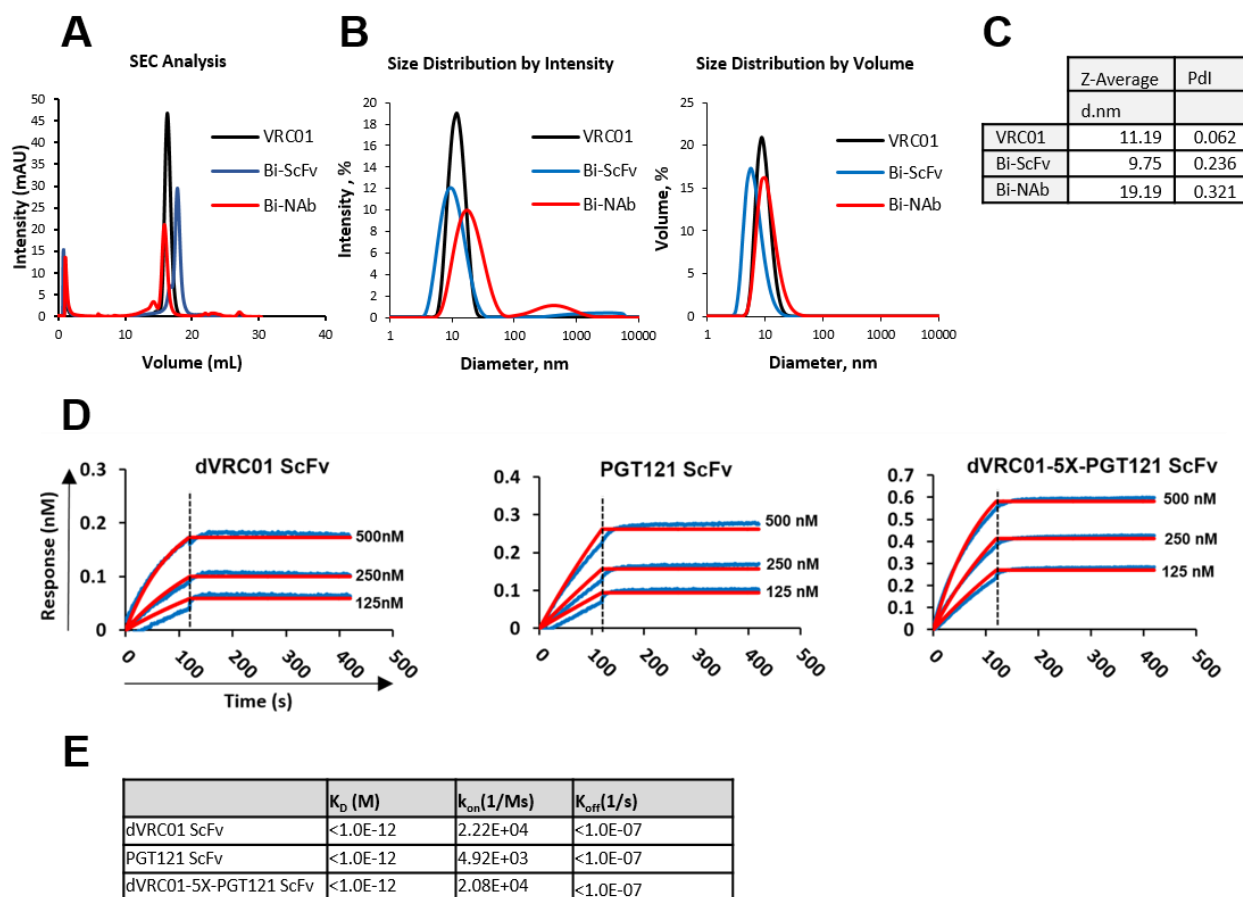 A
SEC Analysis
Intensity (mAU)
50
45
40
35
30
25
20
15
10
5
0
0 10 20 30 40
Volume (mL)
VRC01
Bi-ScFv
Bi-NAb
B
Size Distribution by Intensity
Intensity , %
20
18
16
14
12
10
8
6
4
2
0
1 10 100 1000 10000
Diameter, nm
VRC01
Bi-ScFv
Bi-NAb
Size Distribution by Volume
Volume, %
25
20
15
10
5
0
1 10 100 1000 10000
Diameter, nm
VRC01
Bi-ScFv
Bi-NAb
C
Z-Average PdI
d.nm
VRC01 11.19 0.062
Bi-ScFv 9.75 0.236
Bi-NAb 19.19 0.321
D
dVRC01 ScFv
Response (nM)
0.3
0.2
0.1
0
500nM
250nM
125nM
0 100 200 300 400 500
Time (s)
PGT121 ScFv
0.4
0.3
0.2
0.1
0
500 nM
250 nM
125 nM
0 100 200 300 400 500
dVRC01-5X-PGT121 ScFv
0.7
0.6
0.5
0.4
0.3
0.2
0.1
0
500 nM
250 nM
125 nM
0 100 200 300 400 500
E
K_D (M) k_on(1/Ms) K_off(1/s)
dVRC01 ScFv <1.0E-12 2.22E+04 <1.0E-07
PGT121 ScFv <1.0E-12 4.92E+03 <1.0E-07
dVRC01-5X-PGT121 ScFv <1.0E-12 2.08E+04 <1.0E-07